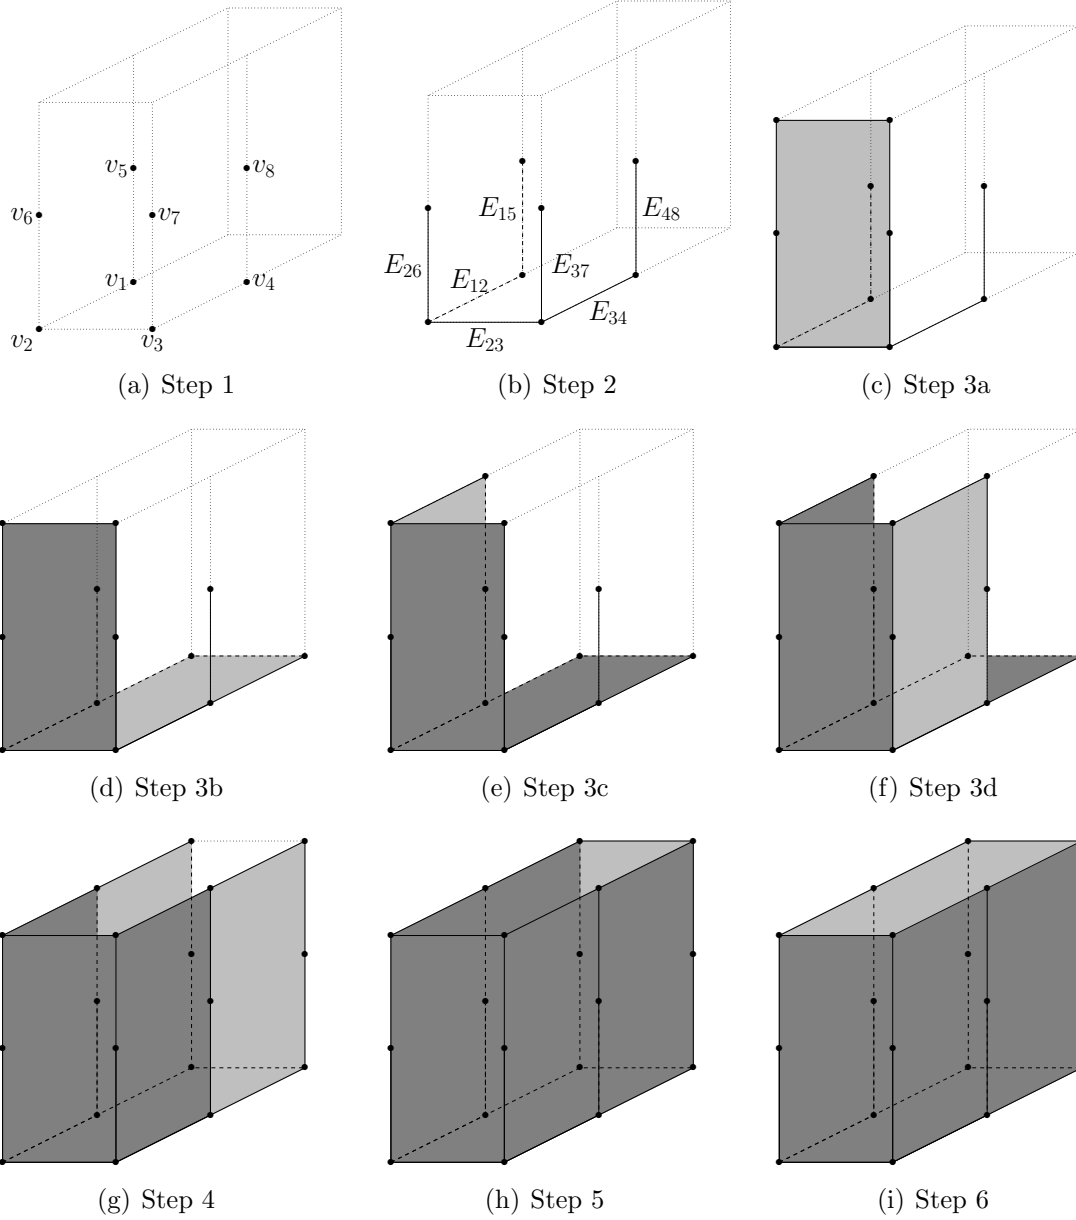 v5 v8
v6 v7
v1 v4
v2 v3
(a) Step 1
E15 E48
E26 E12 E37
E34
E23
(b) Step 2
(c) Step 3a
(d) Step 3b
(e) Step 3c
(f) Step 3d
(g) Step 4
(h) Step 5
(i) Step 6